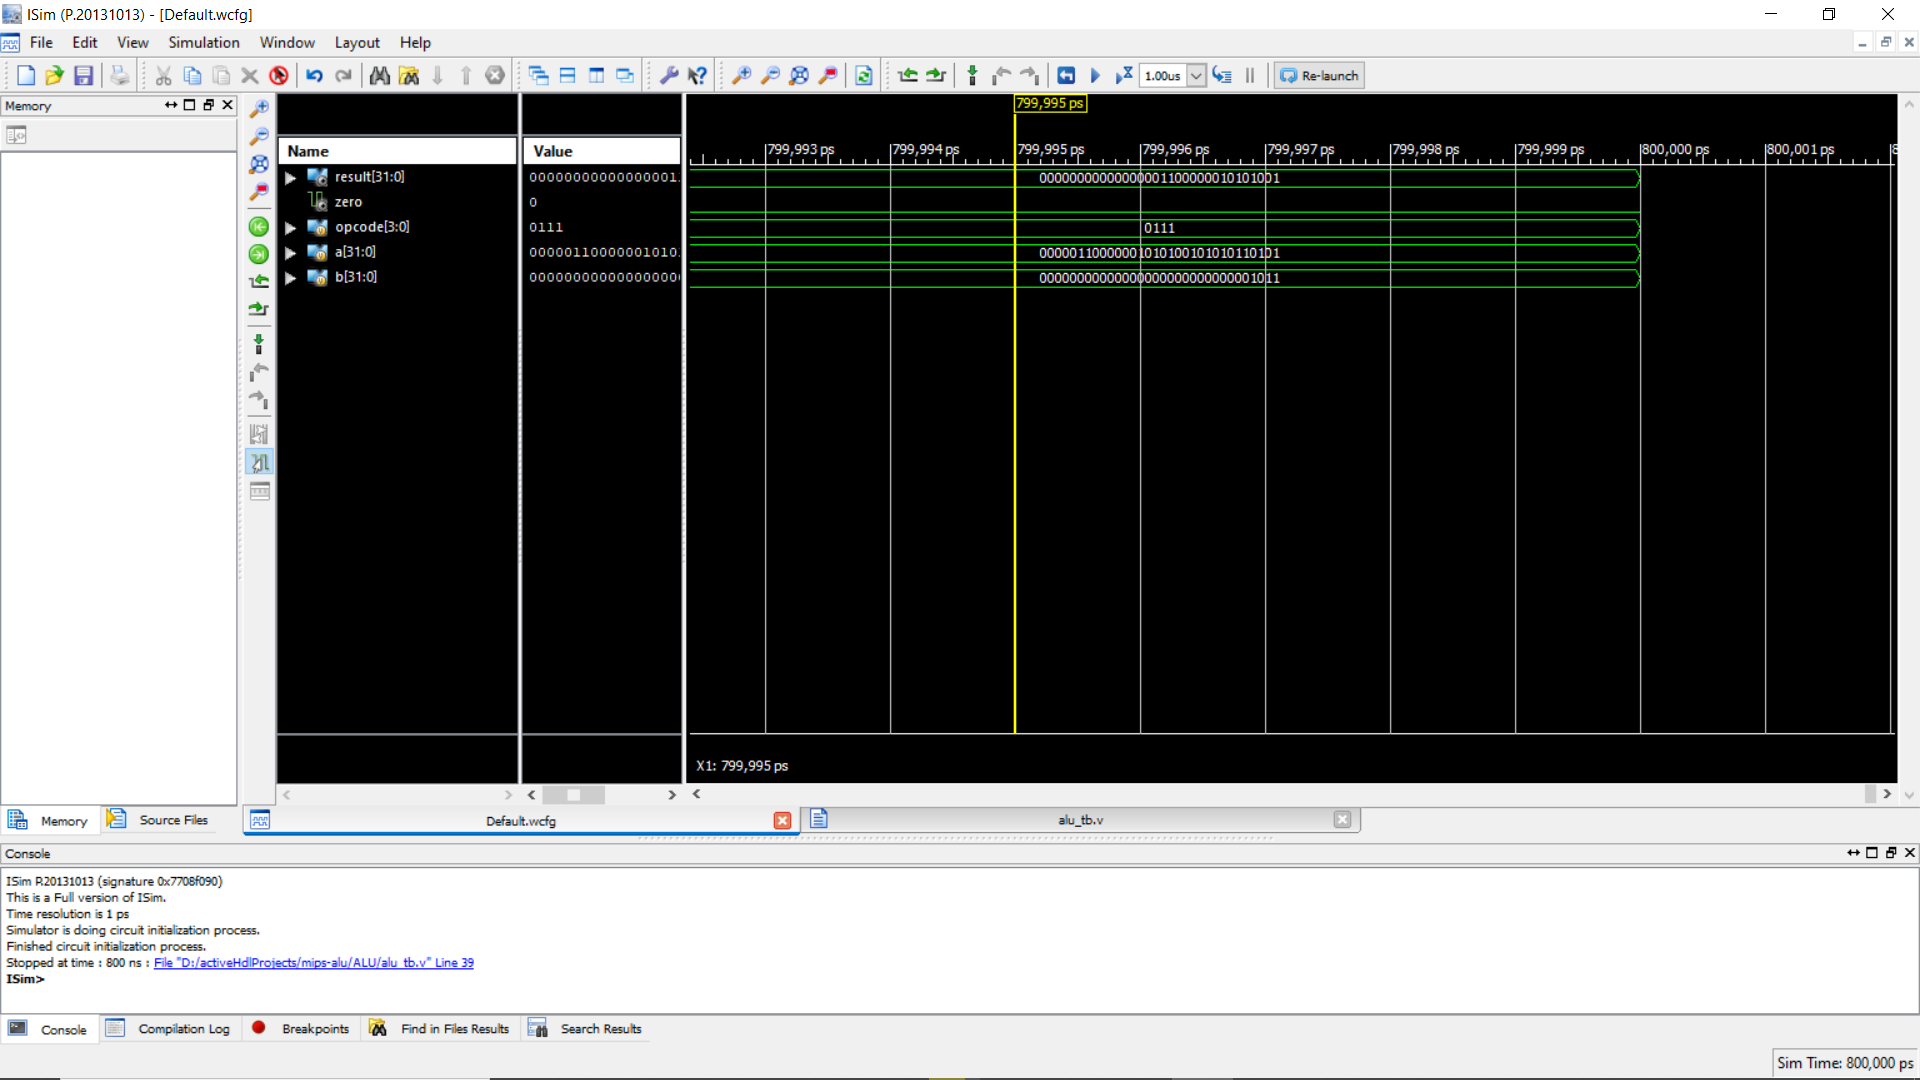 ISim (P.20131013) - [Default.wcfg]
File Edit View Simulation Window Layout Help
1.00us Re-launch
Memory
799,995 ps
799,993 ps 799,994 ps 799,995 ps 799,996 ps 799,997 ps 799,998 ps 799,999 ps 800,000 ps 800,001 ps
Name Value
result[31:0] 00000000000000001 00000000000000001100000010101001
zero 0
opcode[3:0] 0111 0111
a[31:0] 00000110000001010 00000110000001010100101010110101
b[31:0] 00000000000000000 00000000000000000000000000001011
X1: 799,995 ps
Memory Source Files
Default.wcfg alu_tb.v
Console
ISim P.20131013 (signature 0x7708f090)
This is a Full version of ISim.
Time resolution is 1 ps
Simulator is doing circuit initialization process.
Finished circuit initialization process.
Stopped at time : 800 ns : File "D:/activeHdlProjects/mips-alu/ALU/alu_tb.v" Line 39
ISim>
Console Compilation Log Breakpoints Find in Files Results Search Results
Sim Time: 800,000 ps